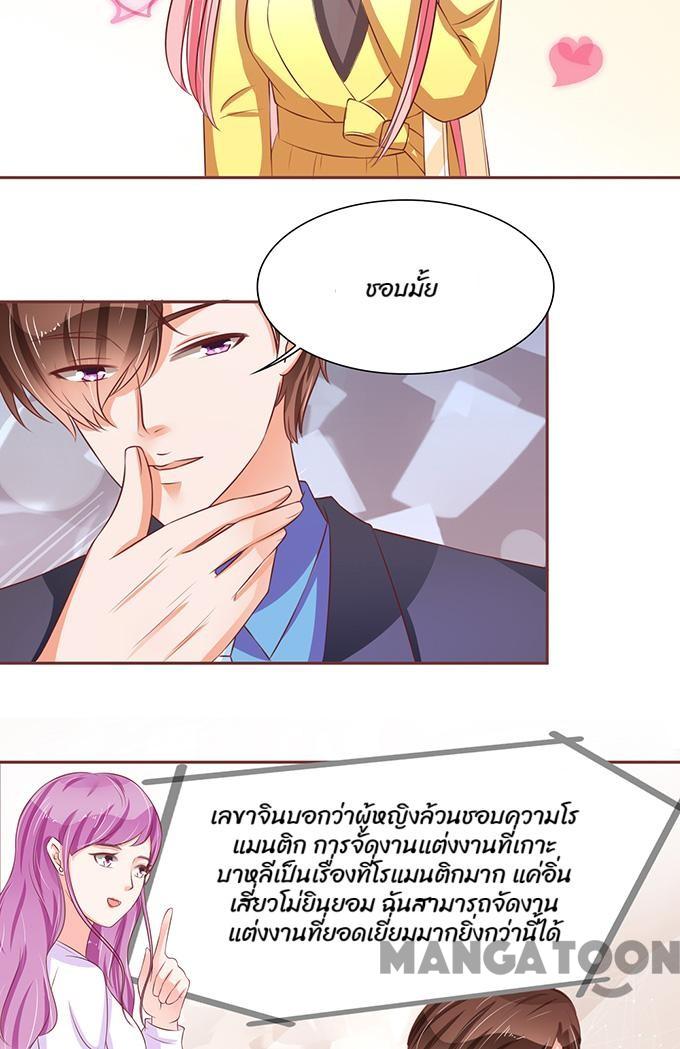 ชอบมั้ย
เลขาจินบอกว่าผู้หญิงล้วนชอบความโร
แมนติก การจัดงานแต่งงานที่เกาะ
บาหลีเป็นเรื่องที่โรแมนติกมาก แค่อิ่น
เสี่ยวโม่ยินยอม ฉันสามารถจัดงาน
แต่งงานที่ยอดเยี่ยมมากยิ่งกว่านี้ได้
MANGATOON